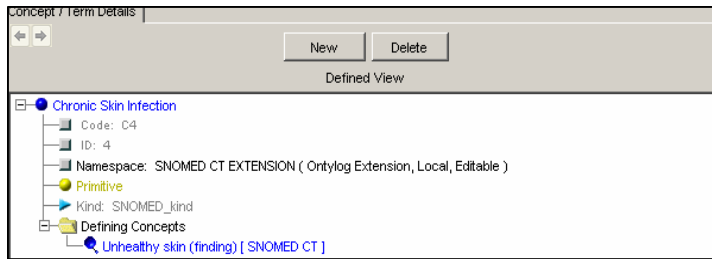 Concept / Term Details
New Delete
Defined View
Chronic Skin Infection
Code: C4
ID: 4
Namespace: SNOMED CT EXTENSION ( Ontylog Extension, Local, Editable )
Primitive
Kind: SNOMED_kind
Defining Concepts
Unhealthy skin (finding) [ SNOMED CT ]